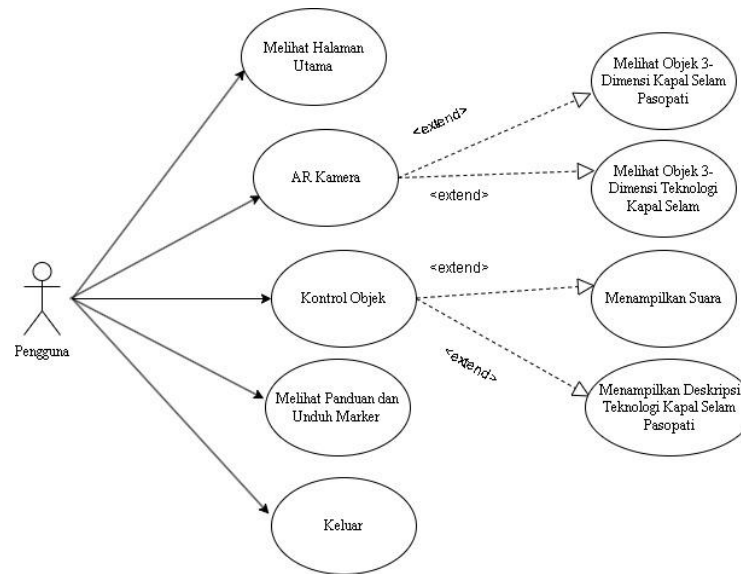 Melihat Halaman
Utama
Melihat Objek 3-
Dimensi Kapal Selam
Pasopati
<extend>
AR Kamera
Melihat Objek 3-
Dimensi Teknologi
Kapal Selam
<extend>
<extend>
Kontrol Objek
Menampilkan Suara
Pengguna
<extend>
Melihat Panduan dan
Unduh Marker
Menampilkan Deskripsi
Teknologi Kapal Selam
Pasopati
Keluar